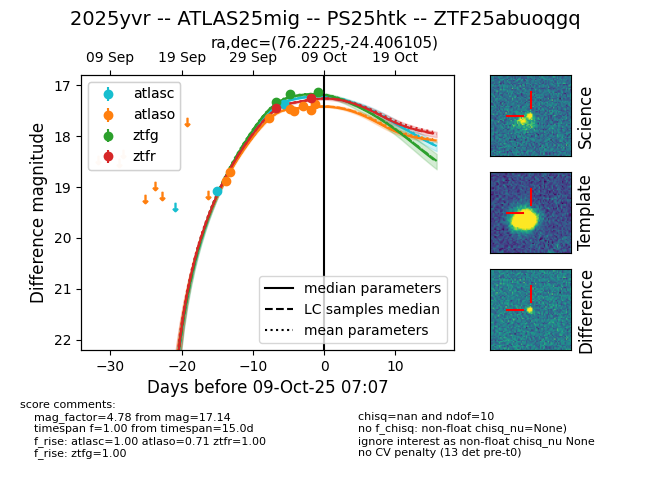 2025yvr -- ATLAS25mig -- PS25htk -- ZTF25abuoqgq
ra,dec=(76.2225,-24.406105)
09 Sep 19 Sep 29 Sep 09 Oct 19 Oct
atlasc
atlaso
ztfg
ztfr
17
18
19
20
21
22
Difference magnitude
median parameters
LC samples median
mean parameters
−30 −20 −10 0 10
Days before 09-Oct-25 07:07
Science
Template
Difference
score comments:
mag_factor=4.78 from mag=17.14
timespan f=1.00 from timespan=15.0d
f_rise: atlasc=1.00 atlaso=0.71 ztfr=1.00
f_rise: ztfg=1.00
chisq=nan and ndof=10
no f_chisq: non-float chisq_nu=None)
ignore interest as non-float chisq_nu None
no CV penalty (13 det pre-t0)